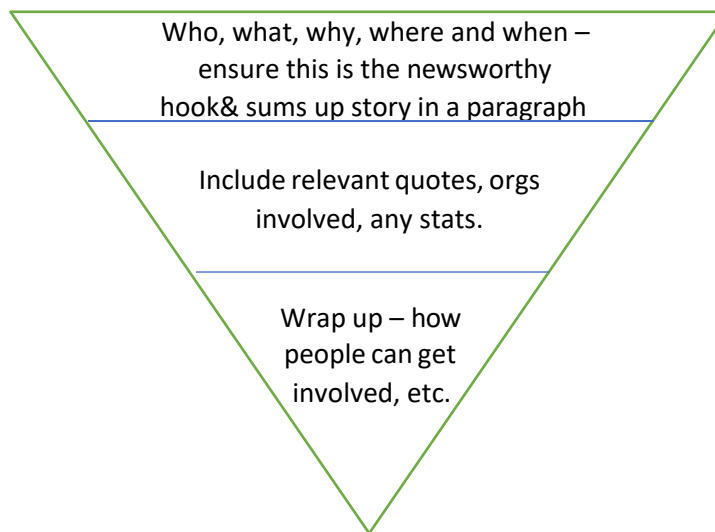 Who, what, why, where and when –
ensure this is the newsworthy
hook& sums up story in a paragraph
Include relevant quotes, orgs
involved, any stats.
Wrap up – how
people can get
involved, etc.